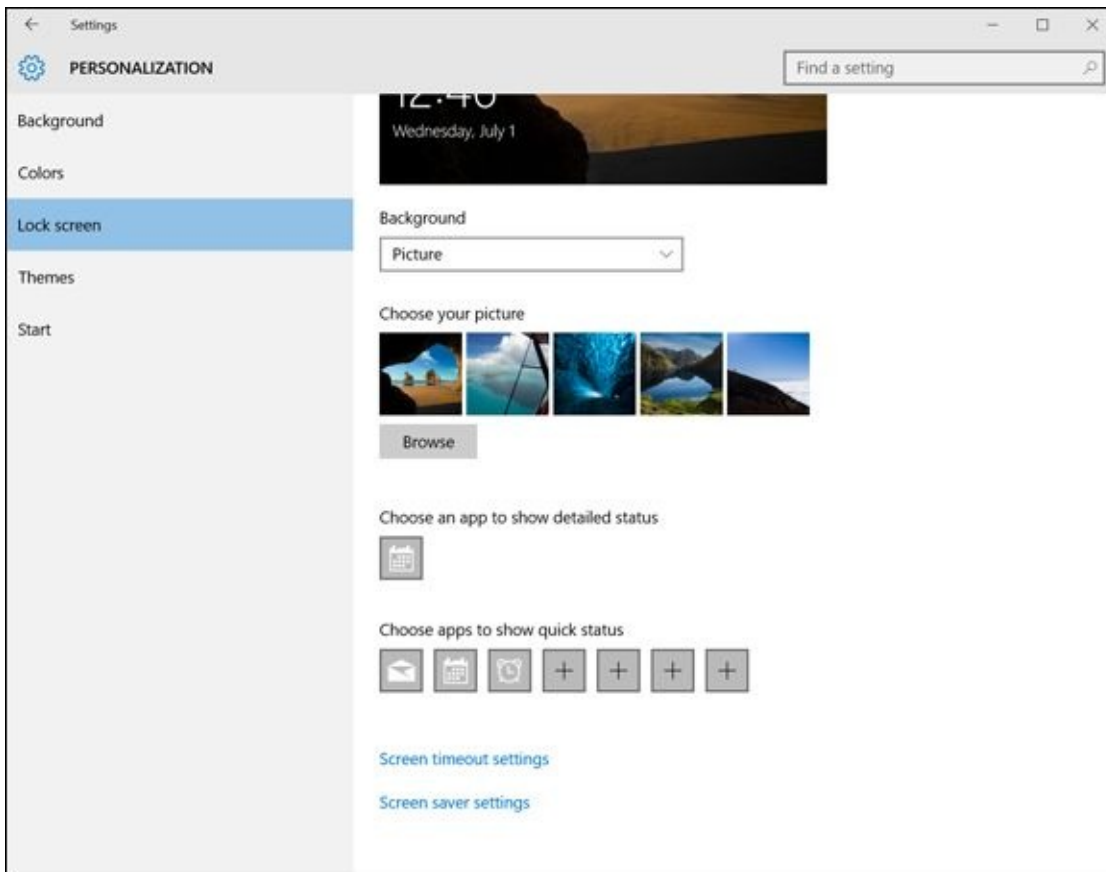 Settings
PERSONALIZATION
Find a setting
Background
Colors
Lock screen
Themes
Start
12:46
Wednesday, July 1
Background
Picture
Choose your picture
Browse
Choose an app to show detailed status
Choose apps to show quick status
Screen timeout settings
Screen saver settings